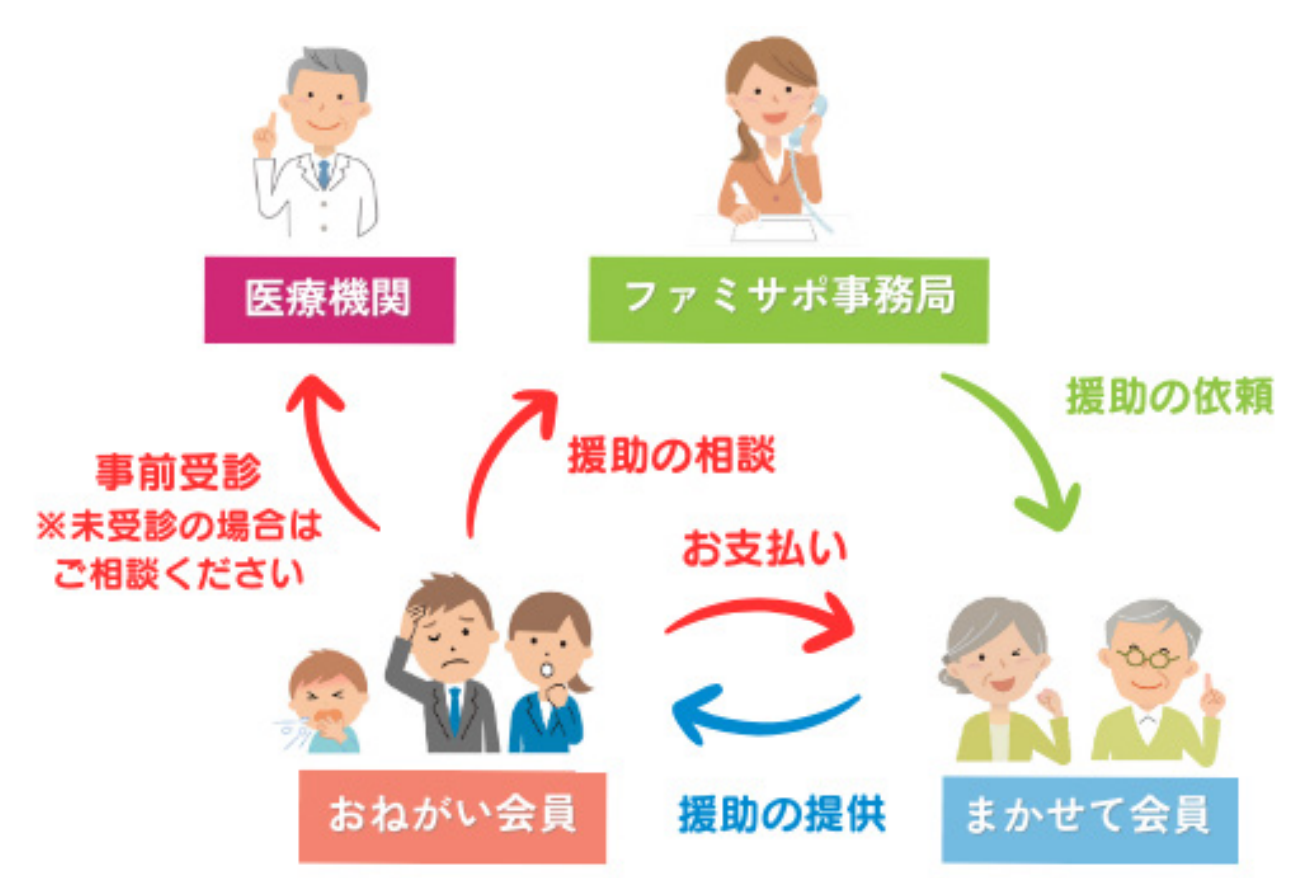 医療機関
ファミサポ事務局
援助の依頼
援助の相談
事前受診
※未受診の場合は
ご相談ください
お支払い
おねがい会員
援助の提供
まかせて会員